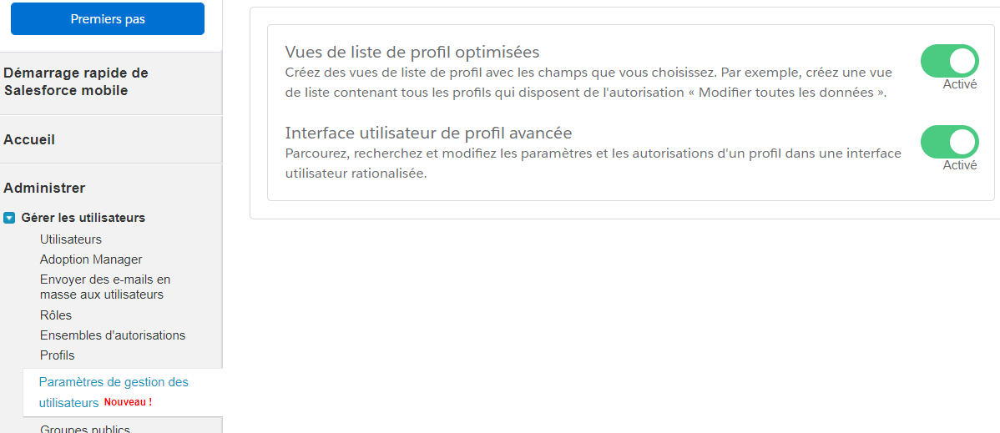 Premiers pas
Démarrage rapide de
Salesforce mobile
Accueil
Administrer
Gérer les utilisateurs
Utilisateurs
Adoption Manager
Envoyer des e-mails en
masse aux utilisateurs
Rôles
Ensembles d'autorisations
Profils
Paramètres de gestion des
utilisateurs Nouveau !
Groupes publics
Vues de liste de profil optimisées
Créez des vues de liste de profil avec les champs que vous choisissez. Par exemple, créez une vue
de liste contenant tous les profils qui disposent de l'autorisation « Modifier toutes les données ».
Activé
Interface utilisateur de profil avancée
Parcourez, recherchez et modifiez les paramètres et les autorisations d'un profil dans une interface
utilisateur rationalisée.
Activé